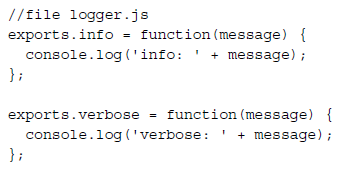 //file logger.js
exports.info = function(message) {
  console.log('info: ' + message);
};

exports.verbose = function(message) {
  console.log('verbose: ' + message);
};